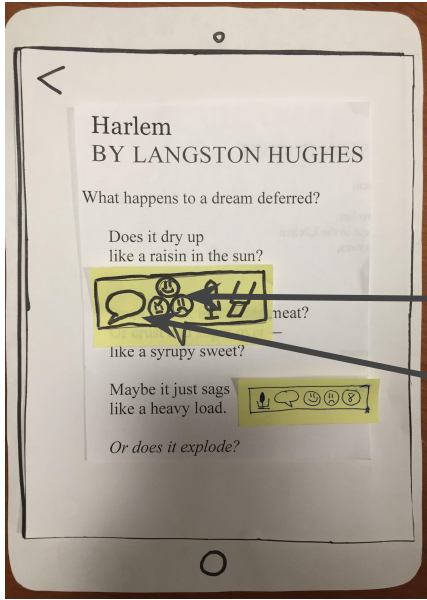 Harlem
BY LANGSTON HUGHES
What happens to a dream deferred?
Does it dry up
like a raisin in the sun?
meat?
like a syrupy sweet?
Maybe it just sags
like a heavy load.
Or does it explode?